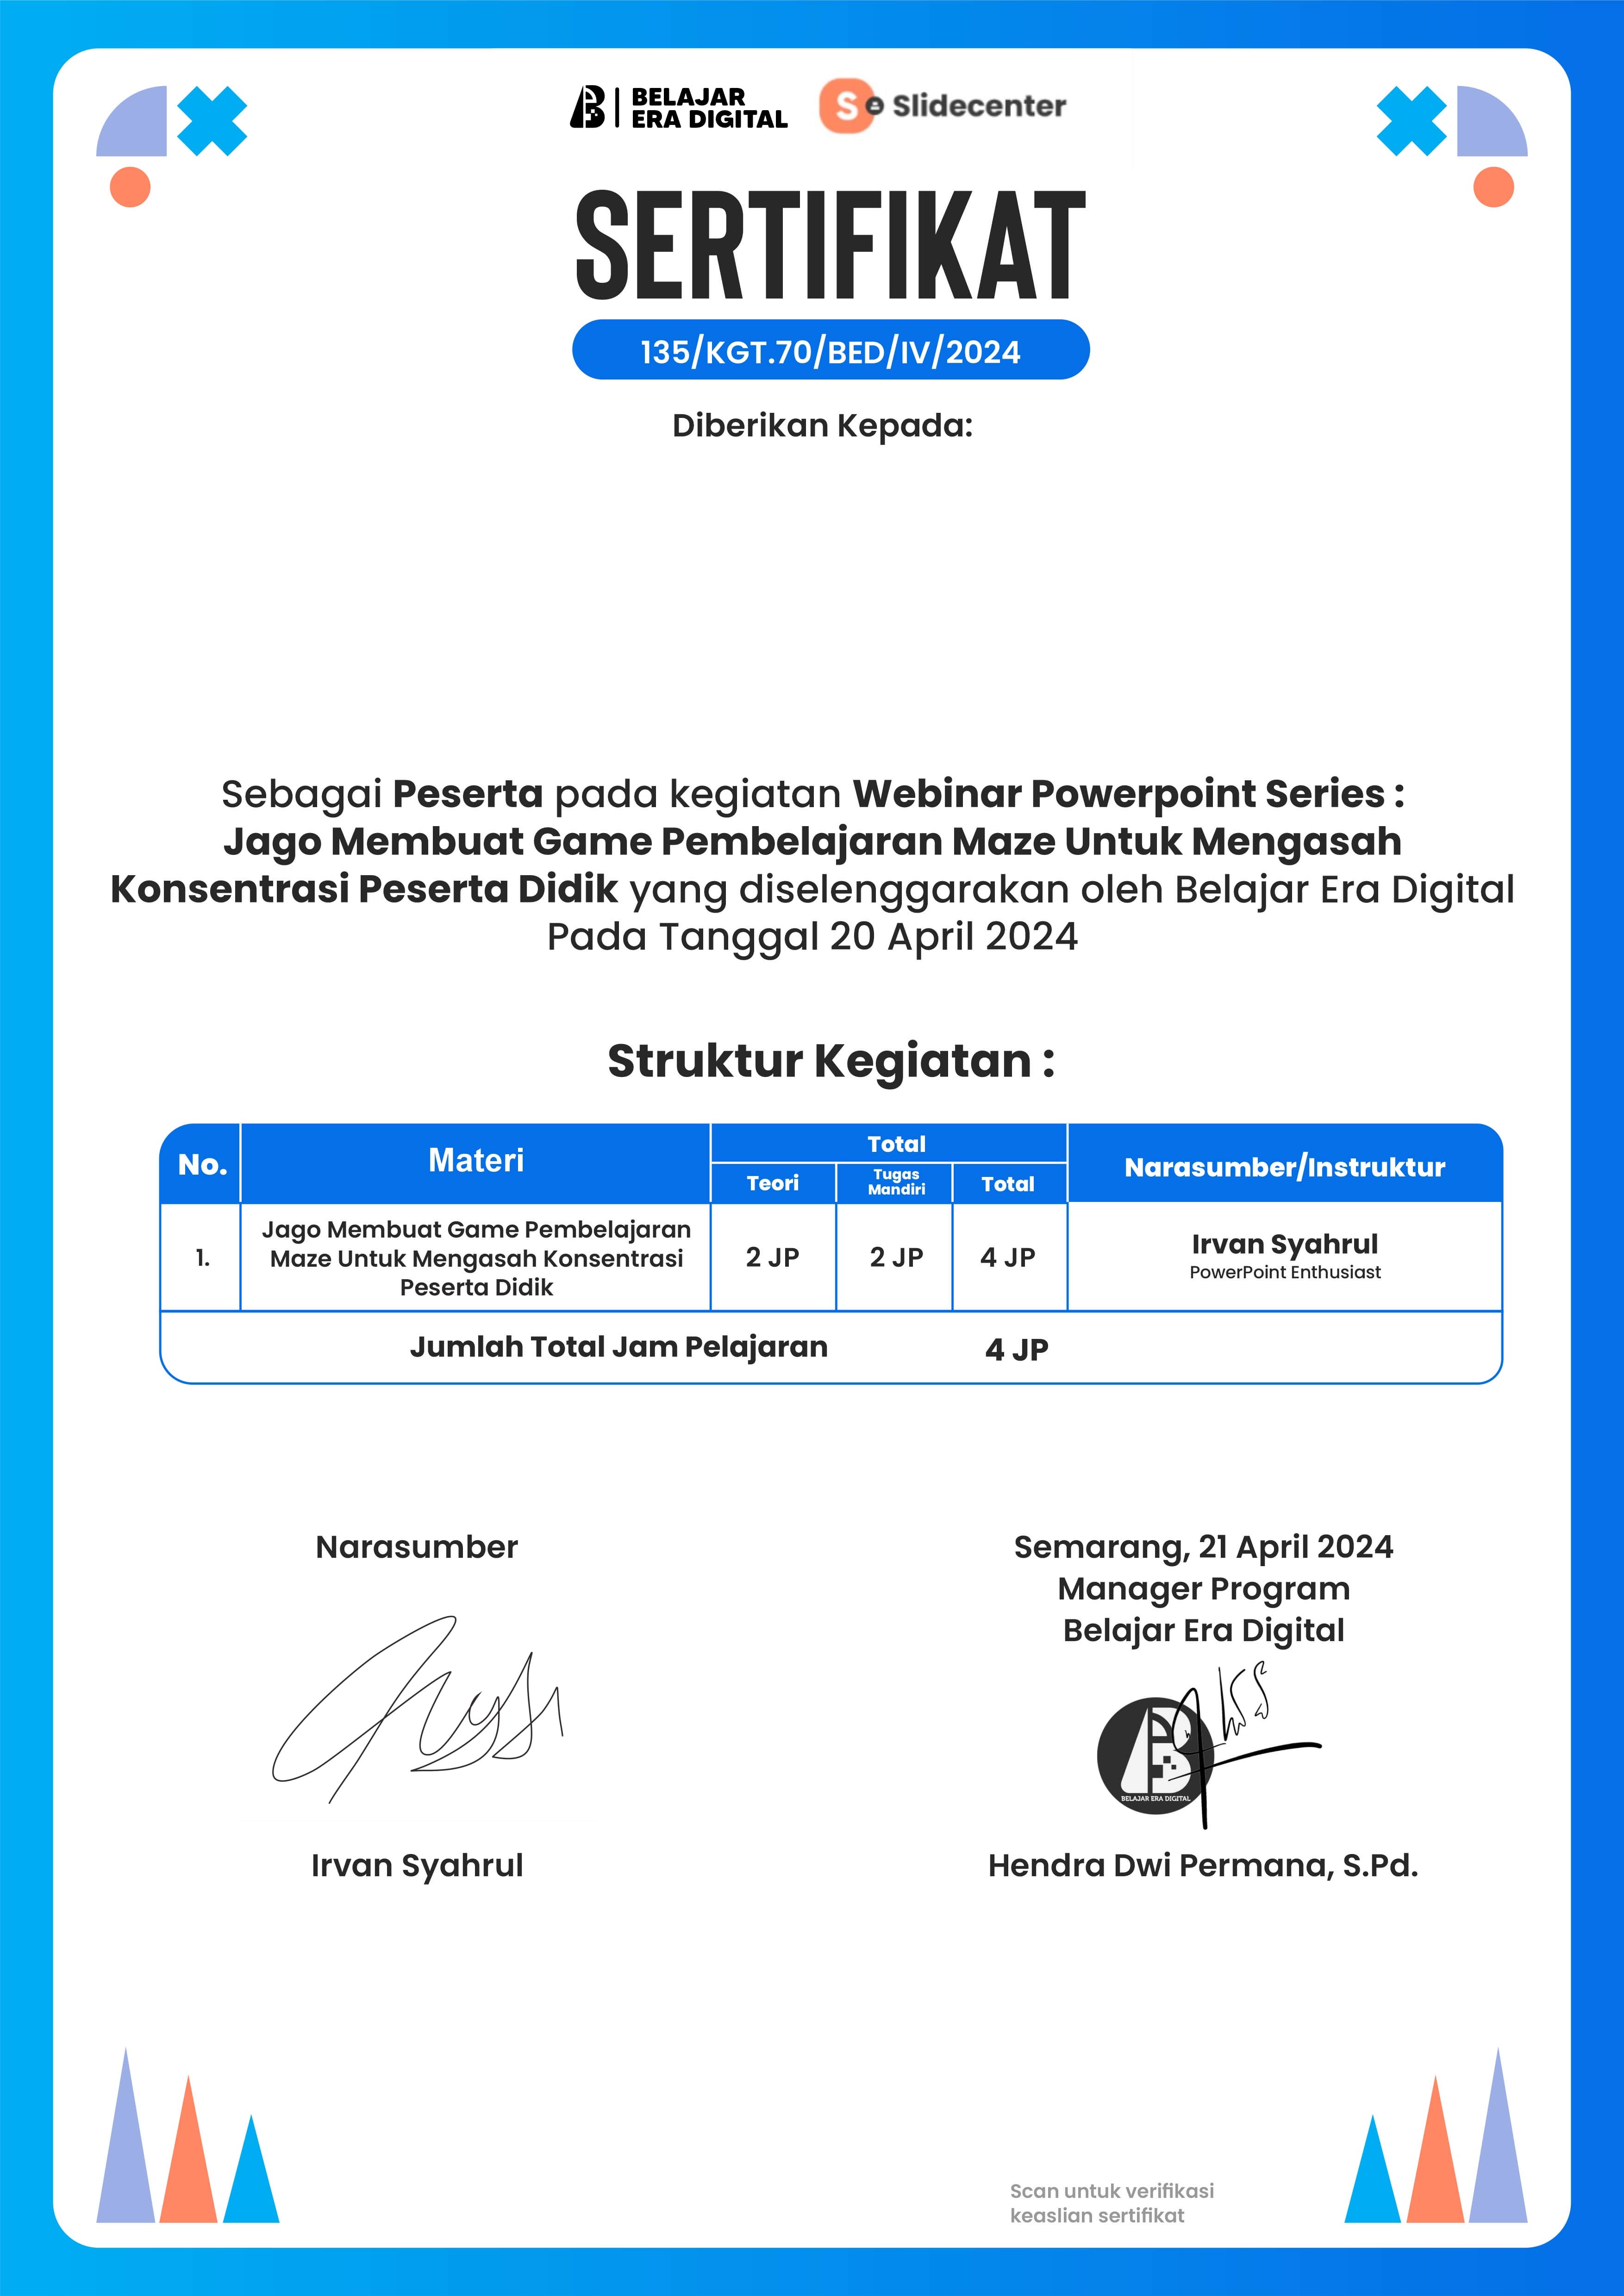 BELAJAR
ERA DIGITAL
S Slidecenter
SERTIFIKAT
135/KGT.70/BED/IV/2024
Diberikan Kepada:
Sebagai Peserta pada kegiatan Webinar Powerpoint Series :
Jago Membuat Game Pembelajaran Maze Untuk Mengasah
Konsentrasi Peserta Didik yang diselenggarakan oleh Belajar Era Digital
Pada Tanggal 20 April 2024
Struktur Kegiatan :
No. Materi Total Narasumber/Instruktur
Teori Tugas Mandiri Total
1. Jago Membuat Game Pembelajaran
Maze Untuk Mengasah Konsentrasi
Peserta Didik
2 JP 2 JP 4 JP
Irvan Syahrul
PowerPoint Enthusiast
Jumlah Total Jam Pelajaran 4 JP
Narasumber
Irvan Syahrul
Semarang, 21 April 2024
Manager Program
Belajar Era Digital
BELAJAR ERA DIGITAL
Hendra Dwi Permana, S.Pd.
Scan untuk verifikasi
keaslian sertifikat